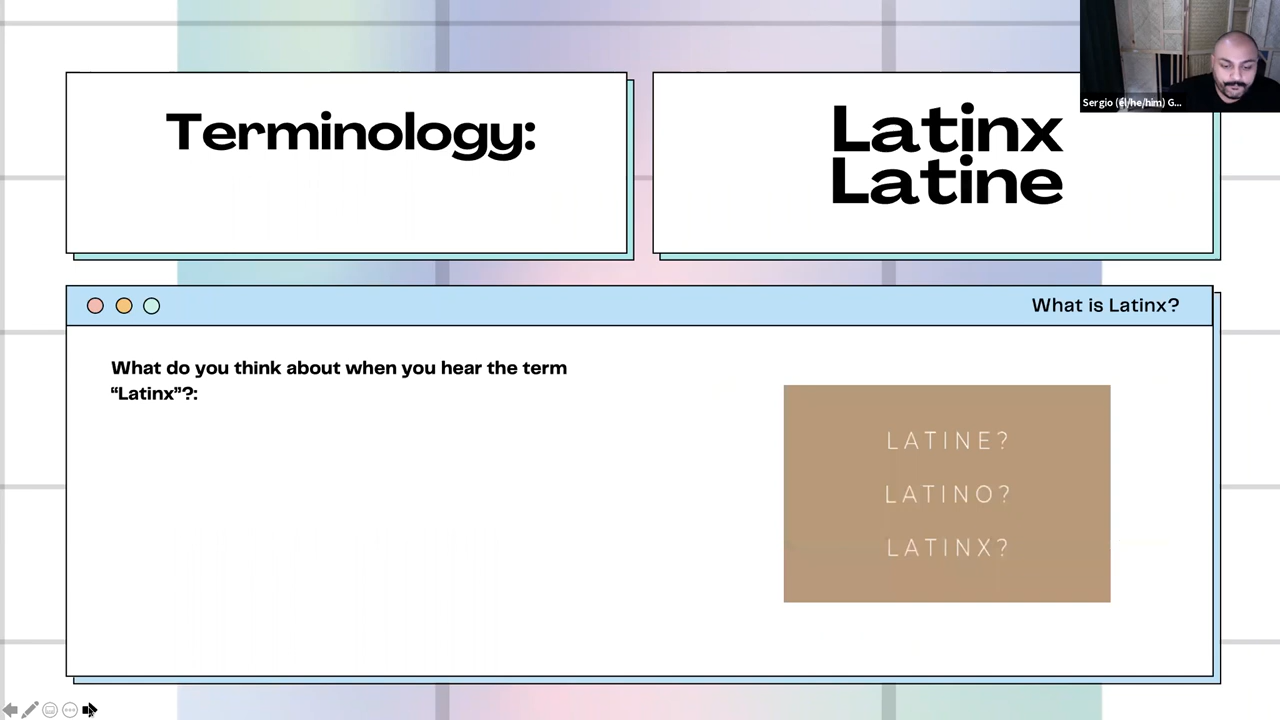 Terminology:
Latinx
Latine
Sergio (él/he/him) G...
What is Latinx?
What do you think about when you hear the term
“Latinx”?:
LATINE?
LATINO?
LATINX?